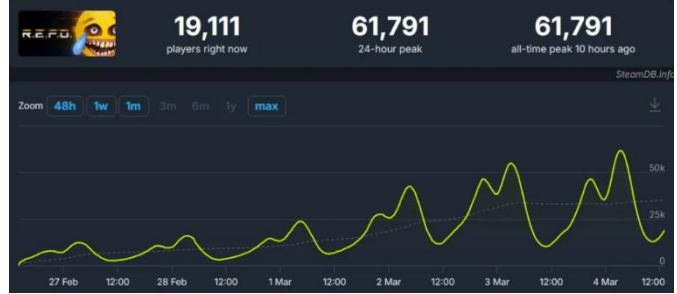 R.E.P.O.
19,111
players right now
61,791
24-hour peak
61,791
all-time peak 10 hours ago
SteamDB.info
Zoom 48h 1w 1m 3m 6m 1y max
50k
25k
0
27 Feb 12:00 28 Feb 12:00 1 Mar 12:00 2 Mar 12:00 3 Mar 12:00 4 Mar 12:00